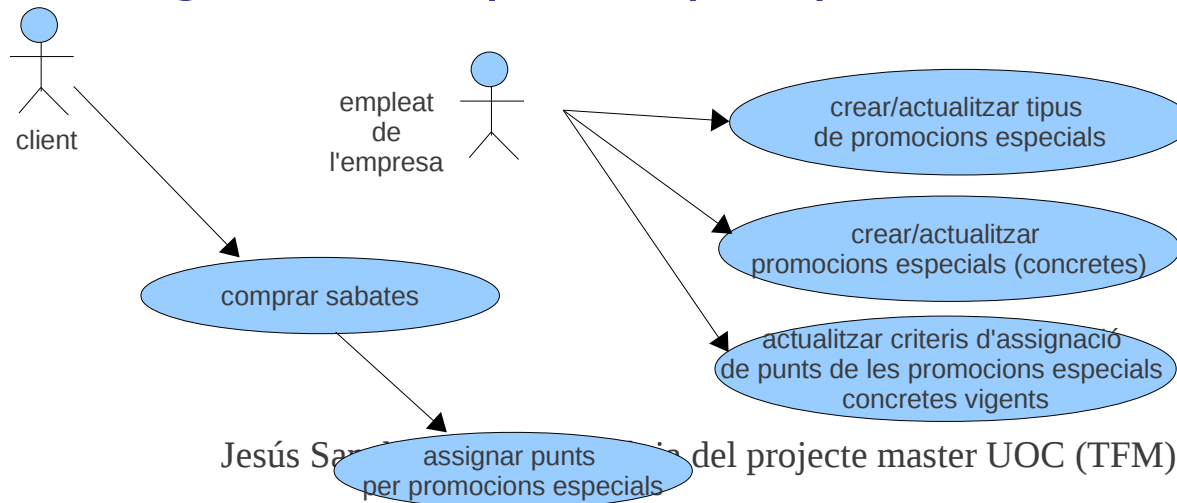 client
empleat
de
l'empresa
crear/actualitzar tipus
de promocions especials
crear/actualitzar
promocions especials (concretes)
comprar sabates
actualitzar criteris d'assignació
de punts de les promocions especials
concretes vigents
Jesús del projecte master UOC (TFM)
assignar punts
per promocions especials